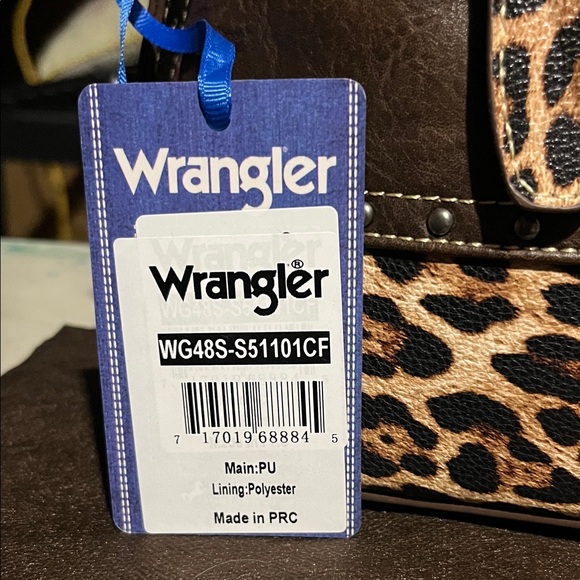 Wrangler
Wrangler®
WG48S-S51101CF
7 17019 68884 5
Main:PU
Lining:Polyester
Made in PRC